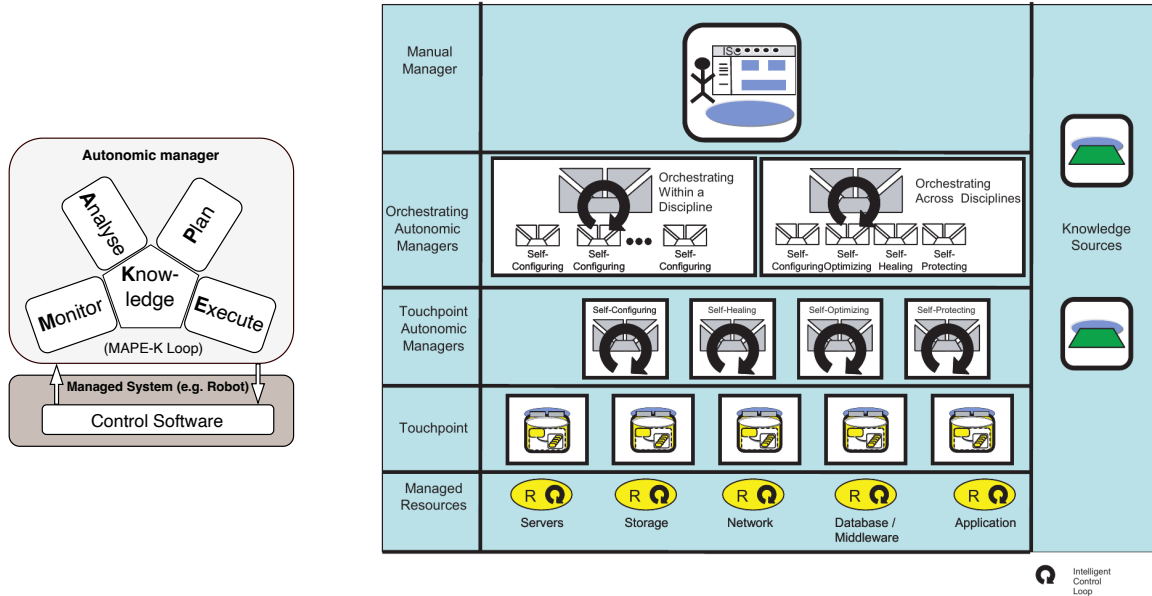 Autonomic manager
Analyse
Plan
Know-
ledge
Monitor
Execute
(MAPE-K Loop)
Managed System (e.g. Robot)
Control Software
Manual
Manager
ISC
Orchestrating
Autonomic
Managers
Orchestrating
Within a
Discipline
Self-
Configuring
Self-
Configuring
Self-
Configuring
Orchestrating
Across Disciplines
Self-
Configuring
Self-
Optimizing
Self-
Healing
Self-
Protecting
Knowledge
Sources
Touchpoint
Autonomic
Managers
Self-Configuring
Self-Healing
Self-Optimizing
Self-Protecting
Touchpoint
Managed
Resources
R
Servers
R
Storage
R
Network
R
Database /
Middleware
R
Application
Intelligent
Control
Loop